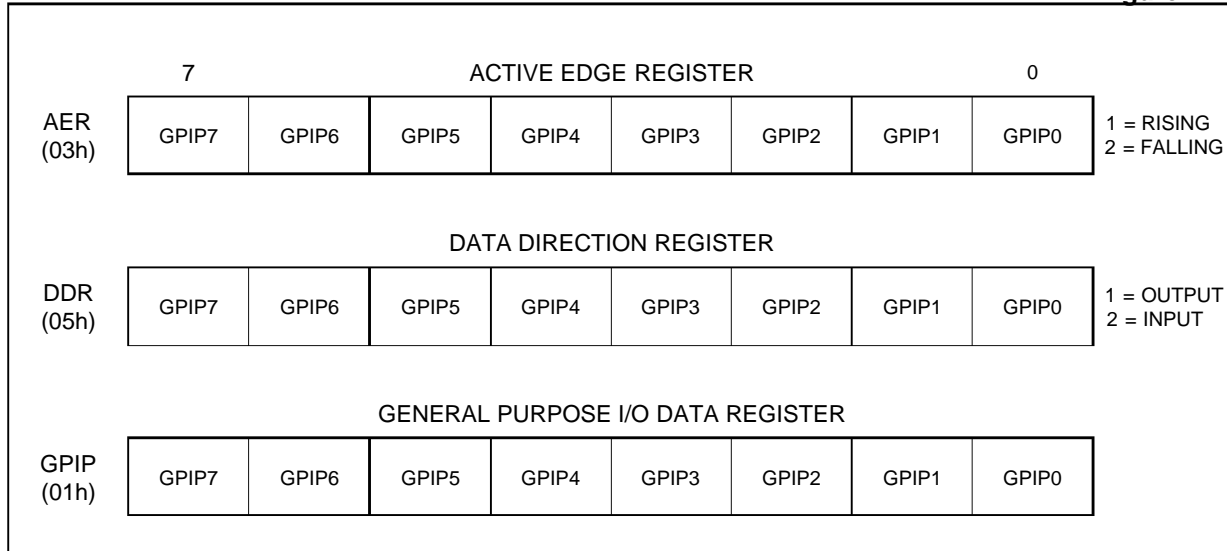 7 ACTIVE EDGE REGISTER 0
AER
(03h)
GPIP7 GPIP6 GPIP5 GPIP4 GPIP3 GPIP2 GPIP1 GPIP0
1 = RISING
2 = FALLING
DATA DIRECTION REGISTER
DDR
(05h)
GPIP7 GPIP6 GPIP5 GPIP4 GPIP3 GPIP2 GPIP1 GPIP0
1 = OUTPUT
2 = INPUT
GENERAL PURPOSE I/O DATA REGISTER
GPIP
(01h)
GPIP7 GPIP6 GPIP5 GPIP4 GPIP3 GPIP2 GPIP1 GPIP0